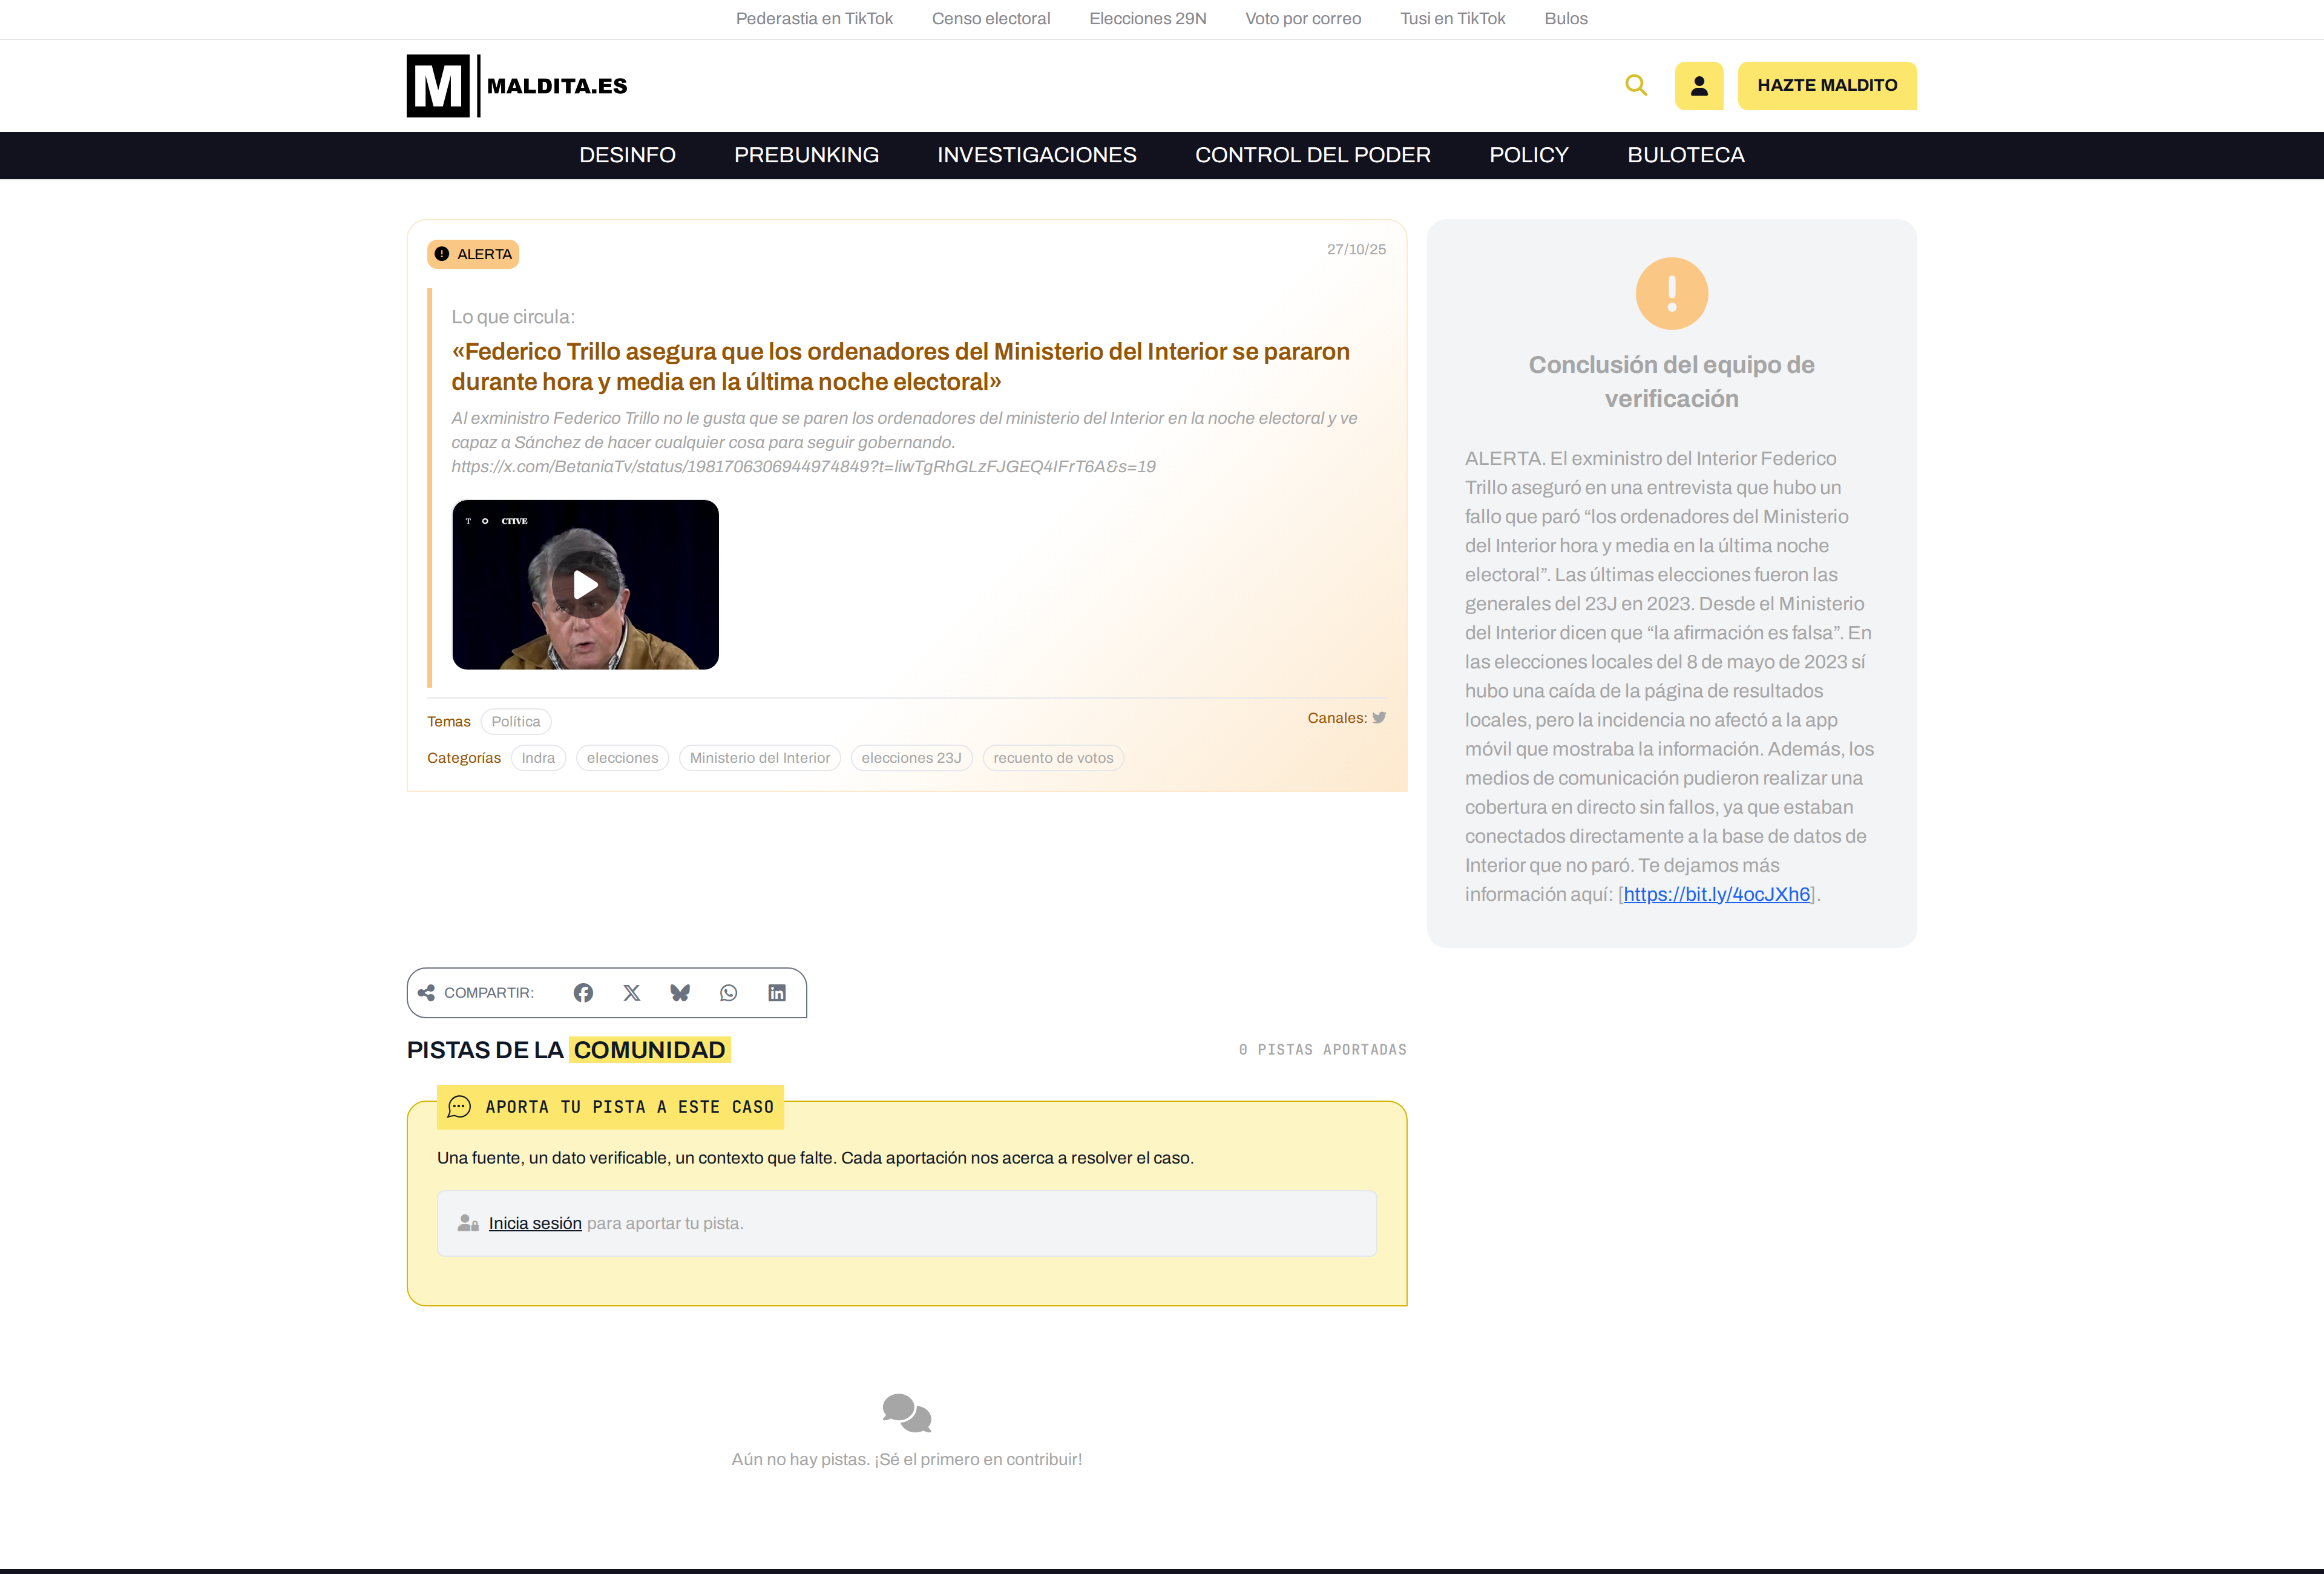 Pederastia en TikTok Censo electoral Elecciones 29N Voto por correo Tusi en TikTok Bulos
M MALDITA.ES
HAZTE MALDITO
DESINFO PREBUNKING INVESTIGACIONES CONTROL DEL PODER POLICY BULOTECA
ALERTA
27/10/25
Lo que circula:
«Federico Trillo asegura que los ordenadores del Ministerio del Interior se pararon
durante hora y media en la última noche electoral»
Al exministro Federico Trillo no le gusta que se paren los ordenadores del ministerio del Interior en la noche electoral y ve
capaz a Sánchez de hacer cualquier cosa para seguir gobernando.
https://x.com/BetaniaTv/status/1981706306944974849?t=liwTgRhGLzFJGEQ4IFrT6A&s=19
T O CTIVE
Temas Política
Canales:
Categorías Indra elecciones Ministerio del Interior elecciones 23J recuento de votos
Conclusión del equipo de
verificación
ALERTA. El exministro del Interior Federico
Trillo aseguró en una entrevista que hubo un
fallo que paró “los ordenadores del Ministerio
del Interior hora y media en la última noche
electoral”. Las últimas elecciones fueron las
generales del 23J en 2023. Desde el Ministerio
del Interior dicen que “la afirmación es falsa”. En
las elecciones locales del 8 de mayo de 2023 sí
hubo una caída de la página de resultados
locales, pero la incidencia no afectó a la app
móvil que mostraba la información. Además, los
medios de comunicación pudieron realizar una
cobertura en directo sin fallos, ya que estaban
conectados directamente a la base de datos de
Interior que no paró. Te dejamos más
información aquí: [https://bit.ly/4ocJXh6].
COMPARTIR:
PISTAS DE LA COMUNIDAD
0 PISTAS APORTADAS
APORTA TU PISTA A ESTE CASO
Una fuente, un dato verificable, un contexto que falte. Cada aportación nos acerca a resolver el caso.
Inicia sesión para aportar tu pista.
Aún no hay pistas. ¡Sé el primero en contribuir!